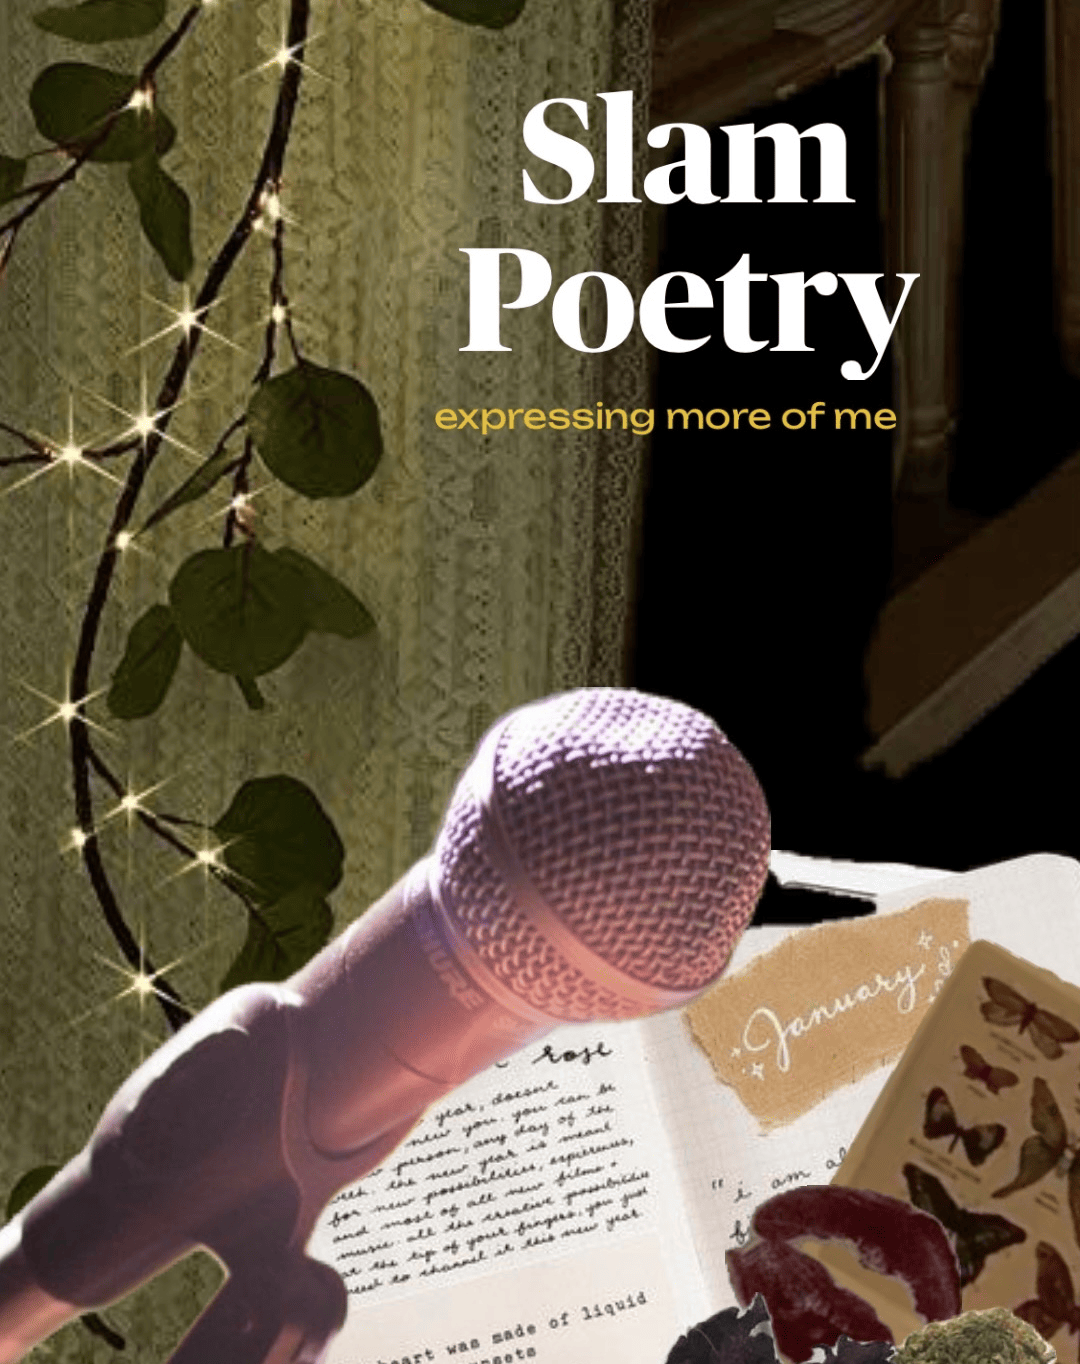 Slam
Poetry
expressing more of me
January
rose
year, doesn't
new you. you can be
person, any day of the
week. the new year is meant
for new possibilities, experiences,
and most of all new films +
music. all the creative possibilities
at the tip of your fingers, you just
need to channel it this new year.
" i am
heart was made of liquid
sunsets